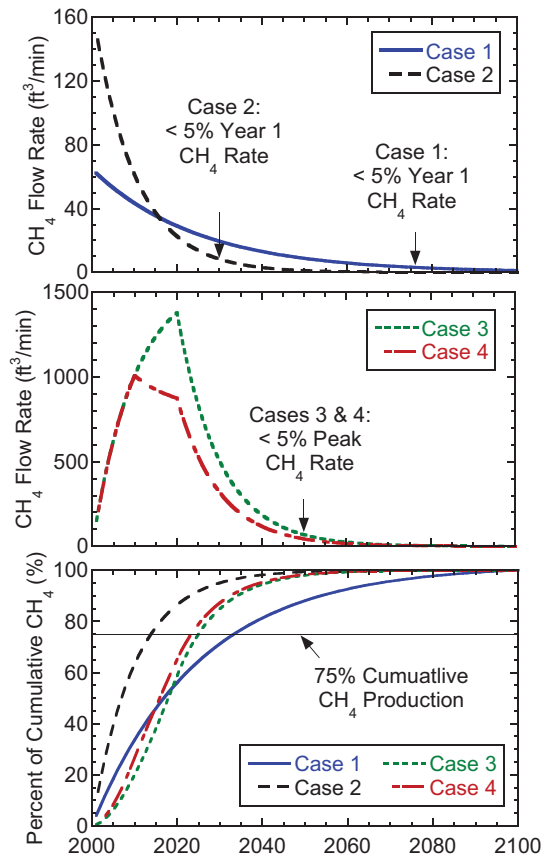 160
120
80
40
0
CH4 Flow Rate (ft3/min)
Case 1
Case 2
Case 2:
< 5% Year 1
CH4 Rate
Case 1:
< 5% Year 1
CH4 Rate
1500
1000
500
0
CH4 Flow Rate (ft3/min)
Case 3
Case 4
Cases 3 & 4:
< 5% Peak
CH4 Rate
100
80
60
40
20
0
Percent of Cumulative CH4 (%)
75% Cumuatlve
CH4 Production
Case 1
Case 3
Case 2
Case 4
2000
2020
2040
2060
2080
2100